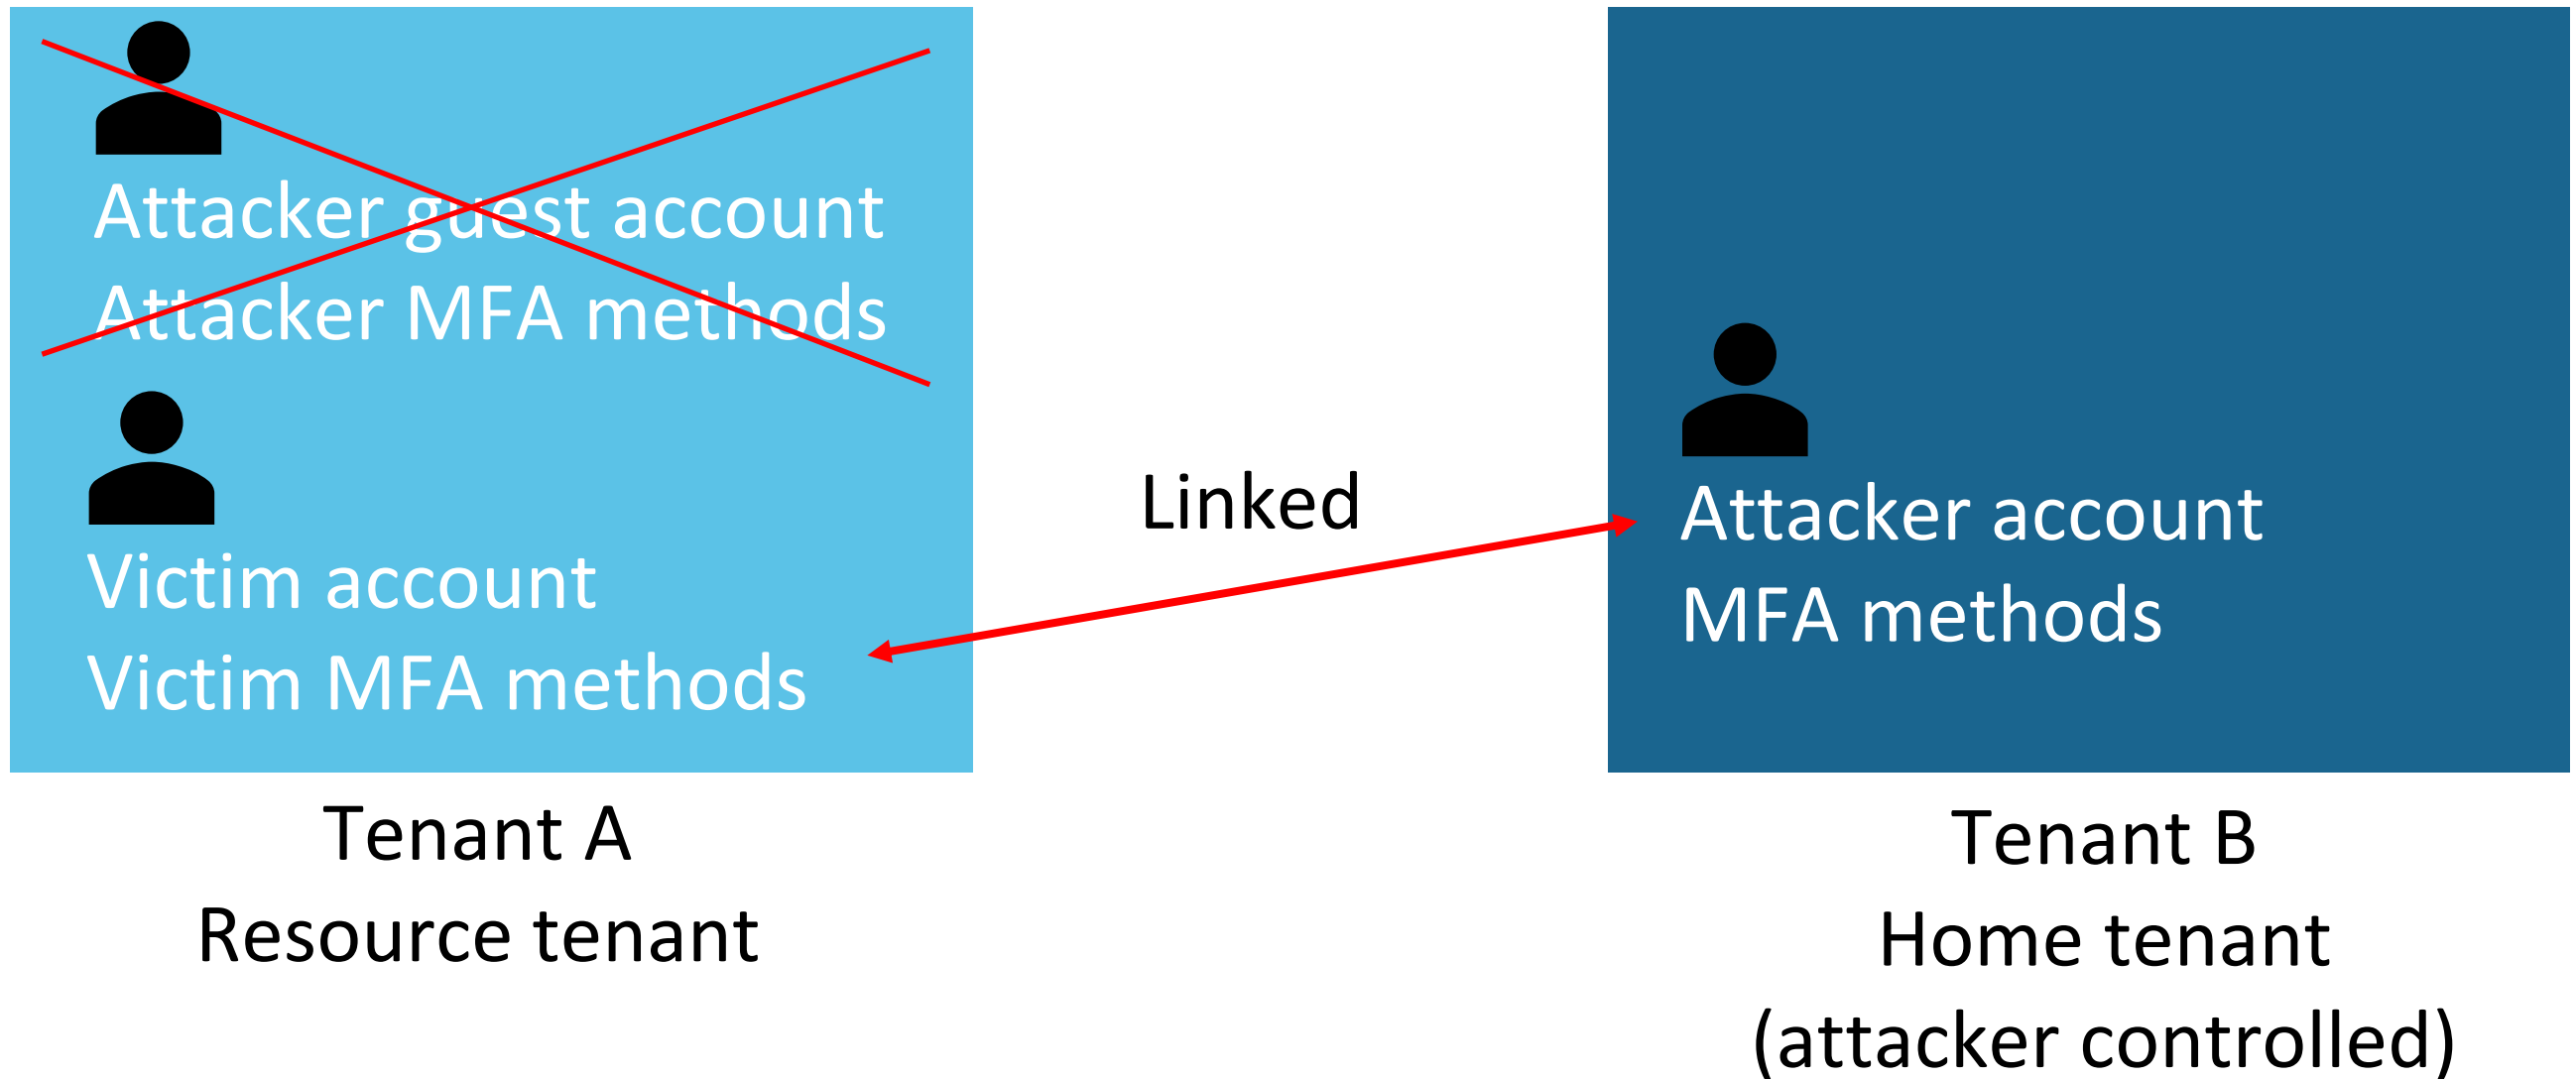 Attacker guest account
Attacker MFA methods
Victim account
Victim MFA methods
Tenant A
Resource tenant
Linked
Attacker account
MFA methods
Tenant B
Home tenant
(attacker controlled)